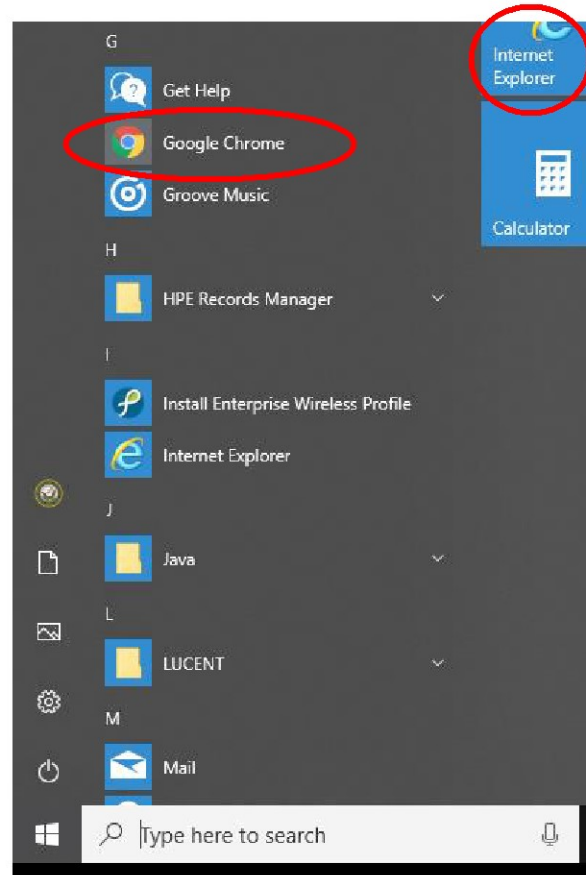 G
Get Help
Google Chrome
Groove Music
H
HPE Records Manager
I
Install Enterprise Wireless Profile
Internet Explorer
J
Java
L
LUCENT
M
Mail
Type here to search
Internet
Explorer
Calculator